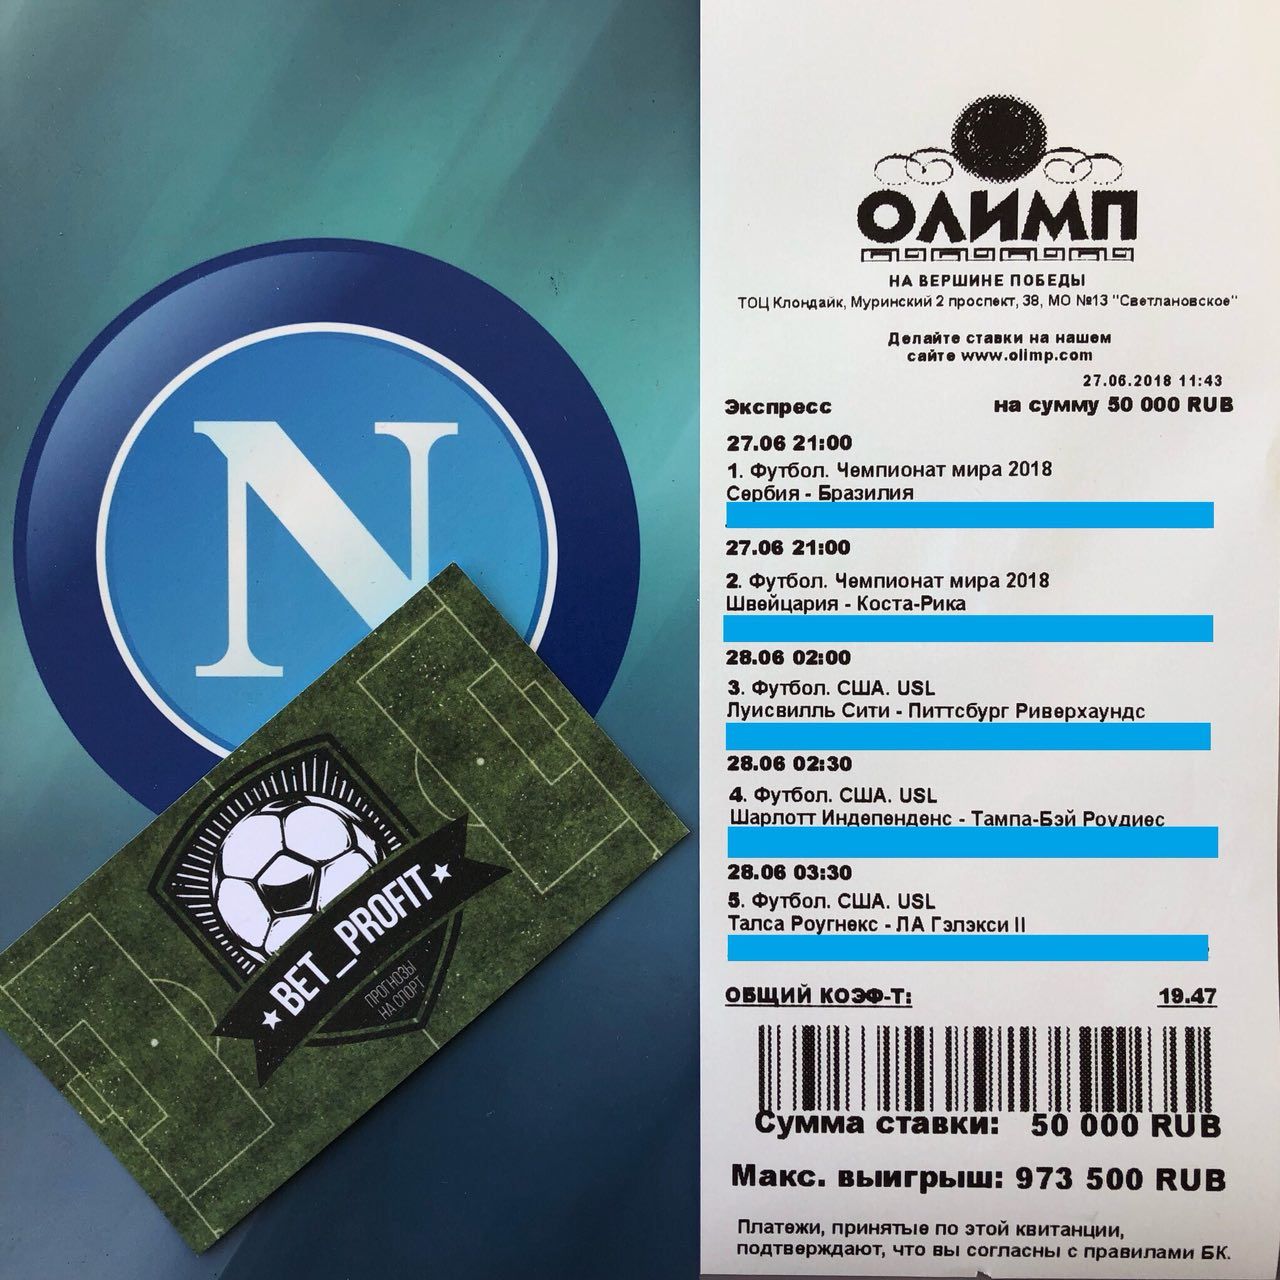 N
BET_PROFIT
ПРОГНОЗЫ
НА СПОРТ
ОЛИМП
НА ВЕРШИНЕ ПОБЕДЫ
ТОЦ Клондайк, Муринский 2 проспект, 38, МО №13 "Светлановское"
Делайте ставки на нашем
сайте www.olimp.com
27.06.2018 11:43
Экспресс на сумму 50 000 RUB
27.06 21:00
1. Футбол. Чемпионат мира 2018
Сербия - Бразилия
27.06 21:00
2. Футбол. Чемпионат мира 2018
Швейцария - Коста-Рика
28.06 02:00
3. Футбол. США. USL
Луисвилль Сити - Питтсбург Риверхаундс
28.06 02:30
4. Футбол. США. USL
Шарлотт Индепенденс - Тампа-Бэй Роудиес
28.06 03:30
5. Футбол. США. USL
Талса Роугнекс - ЛА Гэлэкси II
ОБЩИЙ КОЭФ-Т: 19.47
Сумма ставки: 50 000 RUB
Макс. выигрыш: 973 500 RUB
Платежи, принятые по этой квитанции,
подтверждают, что вы согласны с правилами БК.